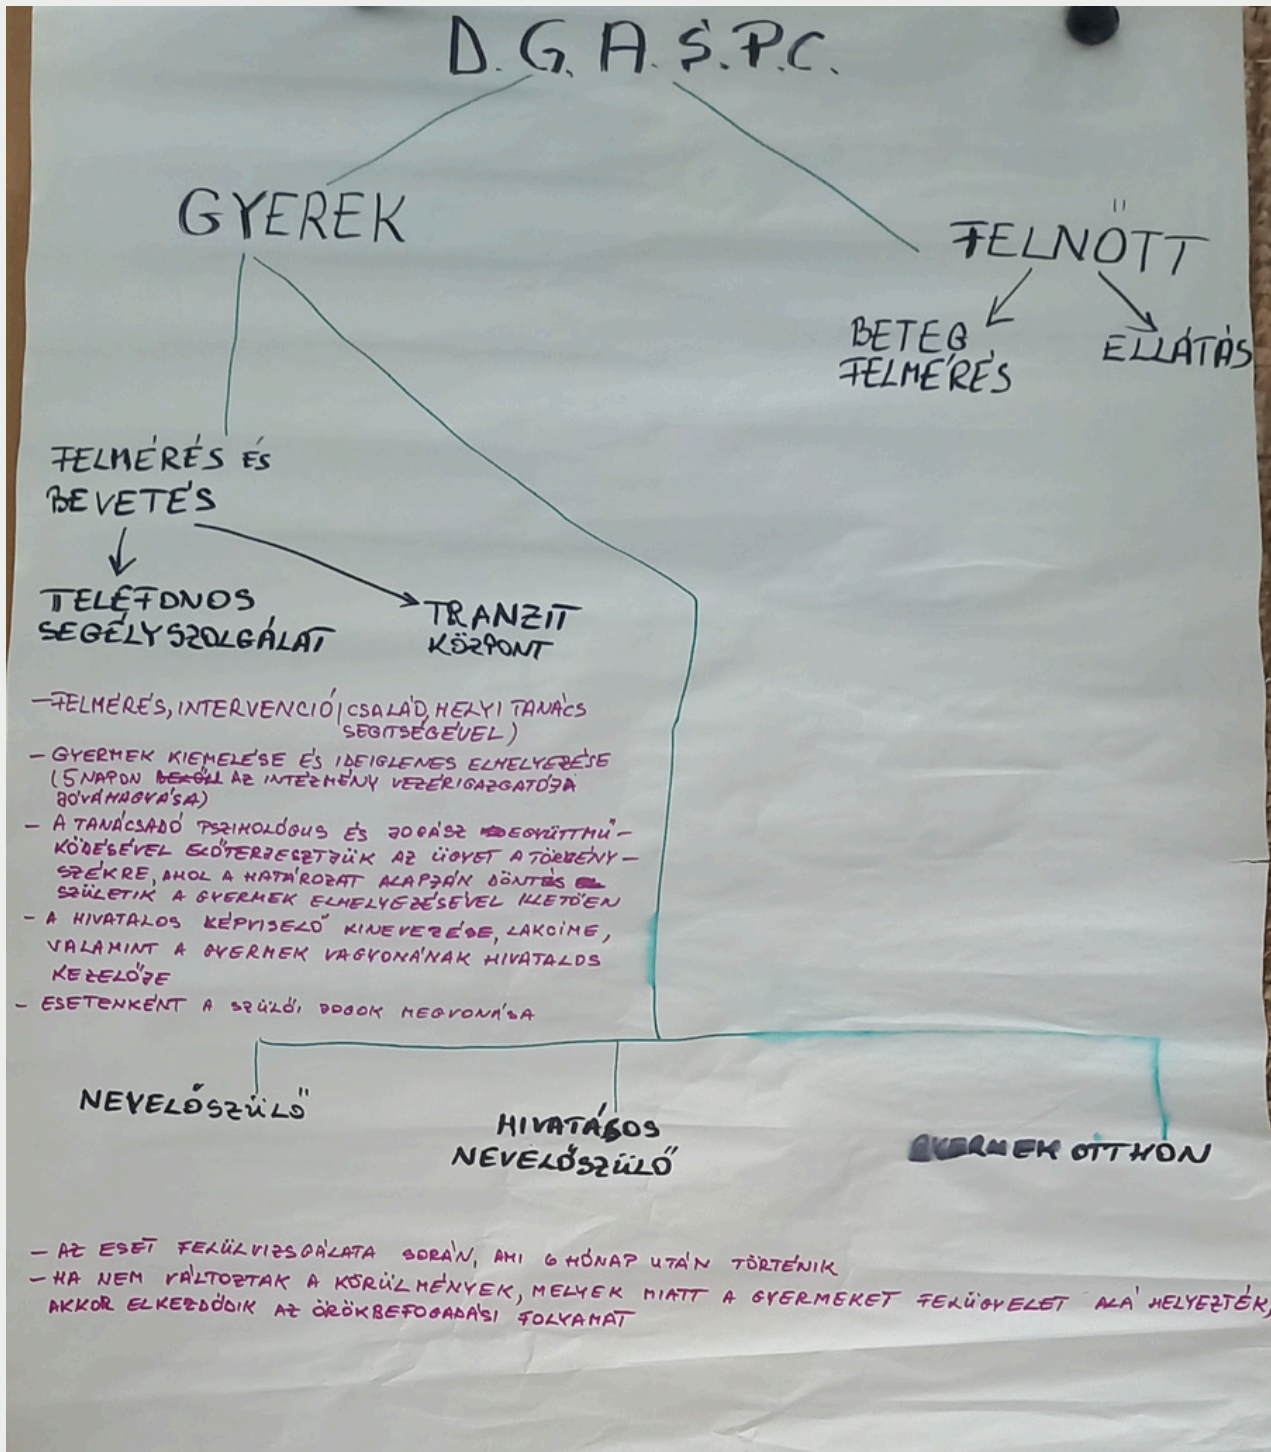 D.G.A.S.P.C.
GYEREK
FELNŐTT
BETEG
FELMÉRÉS
ELLÁTÁS
FELMÉRÉS ÉS
BEVETÉS
TELEFONOS
SEGÉLYSZOLGÁLAT
TRANZIT
KÖZPONT
- FELMÉRÉS, INTERVENCIÓ (CSALÁD, HELYI TANÁCS
SEGITSÉGÉVEL)
- GYERMEK KIEMELÉSE ÉS IDEIGLENES ELHELYEZÉSE
(5 NAPON AZ INTÉZMÉNY VEZÉRIGAZGATÓJA
JÓVÁHAGYÁSA)
- A TANÁCSADÓ PSZIHOLÓGUS ÉS JOGÁSZ EGYÜTTMŰ-
KÖDÉSÉVEL ELŐTERJESZTJÜK AZ ÜGYET A TÖRVÉNY-
SZÉKRE, AHOL A HATÁROZAT ALAPJÁN DÖNTÉS
SZÜLETIK A GYERMEK ELHELYEZÉSÉVEL ILLETŐEN
- A HIVATALOS KÉPVISELŐ KINEVEZÉSE, LAKCIME,
VALAMINT A GYERMEK VAGYONÁNAK HIVATALOS
KEZELŐJE
- ESETENKÉNT A SZÜLŐI JOGOK MEGVONÁSA
NEVELŐSZÜLŐ
HIVATÁSOS
NEVELŐSZÜLŐ
GYERMEK OTTHON
- AZ ESET FELÜLVIZSGÁLATA SORÁN, AMI 6 HÓNAP UTÁN TÖRTÉNIK
- HA NEM VÁLTOZTAK A KÖRÜLMÉNYEK, MELYEK MIATT A GYERMEKET FELÜGYELET ALÁ HELYEZTÉK,
AKKOR ELKEZDŐDIK AZ ÖRÖKBEFOGADÁSI FOLYAMAT